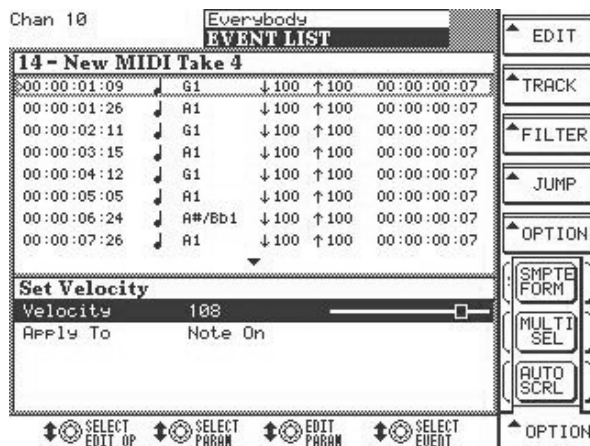 Chan 10
Everybody
EVENT LIST
14 - New MIDI Take 4
00:00:01:09 G1 ↓100 ↑100 00:00:00:07
00:00:01:26 A1 ↓100 ↑100 00:00:00:07
00:00:02:11 G1 ↓100 ↑100 00:00:00:07
00:00:03:15 A1 ↓100 ↑100 00:00:00:07
00:00:04:12 G1 ↓100 ↑100 00:00:00:07
00:00:05:05 A1 ↓100 ↑100 00:00:00:07
00:00:06:24 A#/Bb1 ↓100 ↑100 00:00:00:07
00:00:07:26 A1 ↓100 ↑100 00:00:00:07
Set Velocity
Velocity 108
Apply To Note On
SELECT
EDIT OP
SELECT
PARAM
EDIT
PARAM
SELECT
EVENT
EDIT
TRACK
FILTER
JUMP
OPTION
SMPTE
FORM
MULTI
SEL
AUTO
SCRL
OPTION